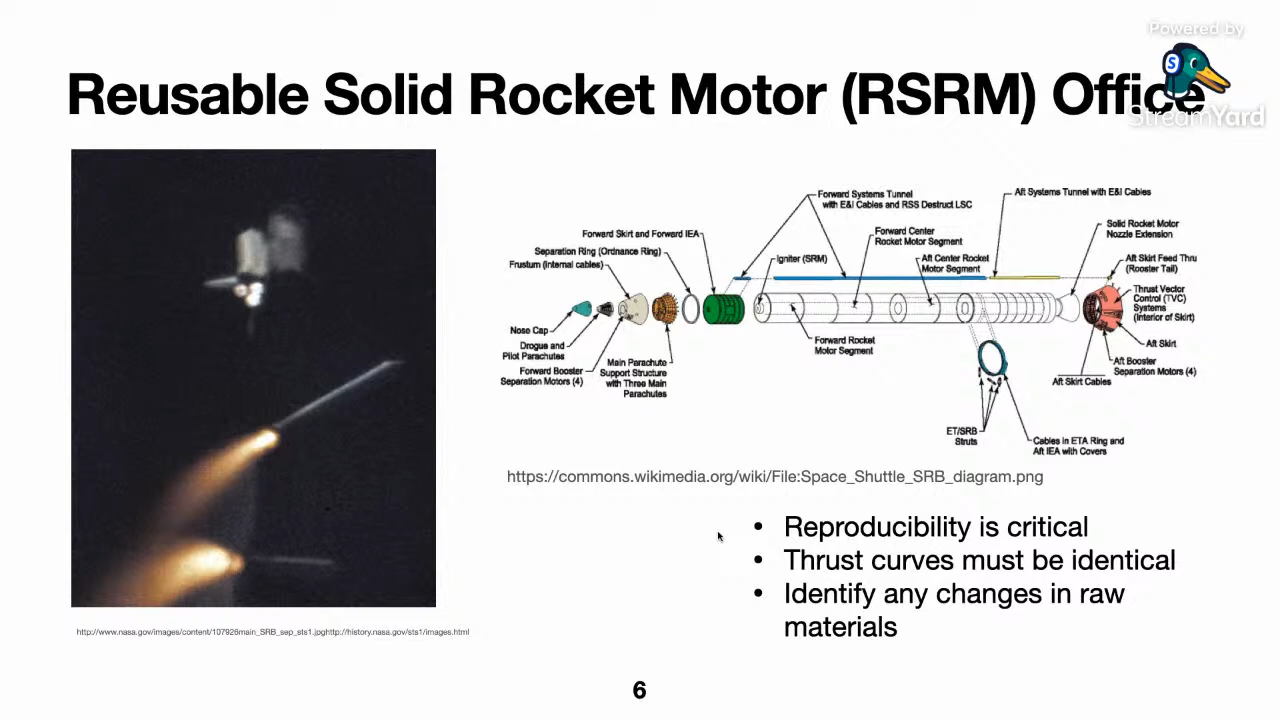 Powered by
StreamYard
Reusable Solid Rocket Motor (RSRM) Office
Forward Systems Tunnel
with E&I Cables and RSS Destruct LSC
Aft Systems Tunnel with E&I Cables
Solid Rocket Motor
Nozzle Extension
Forward Skirt and Forward IEA
Forward Center
Rocket Motor Segment
Separation Ring (Ordnance Ring)
Igniter (SRM)
Aft Center Rocket
Motor Segment
Aft Skirt Feed Thru
(Rooster Tail)
Frustum (Internal cables)
Thrust Vector
Control (TVC)
Systems
(Interior of Skirt)
Nose Cap
Drogue and
Pilot Parachutes
Forward Booster
Separation Motors (4)
Main Parachute
Support Structure
with Three Main
Parachutes
Forward Rocket
Motor Segment
Aft Skirt
Aft Booster
Separation Motors (4)
Aft Skirt Cables
ET/SRB
Struts
Cables in ETA Ring and
Aft IEA with Covers
https://commons.wikimedia.org/wiki/File:Space_Shuttle_SRB_diagram.png
• Reproducibility is critical
• Thrust curves must be identical
• Identify any changes in raw
materials
http://www.nasa.gov/images/content/107926main_SRB_sep_sts1.jpghttp://history.nasa.gov/sts1/images.html
6